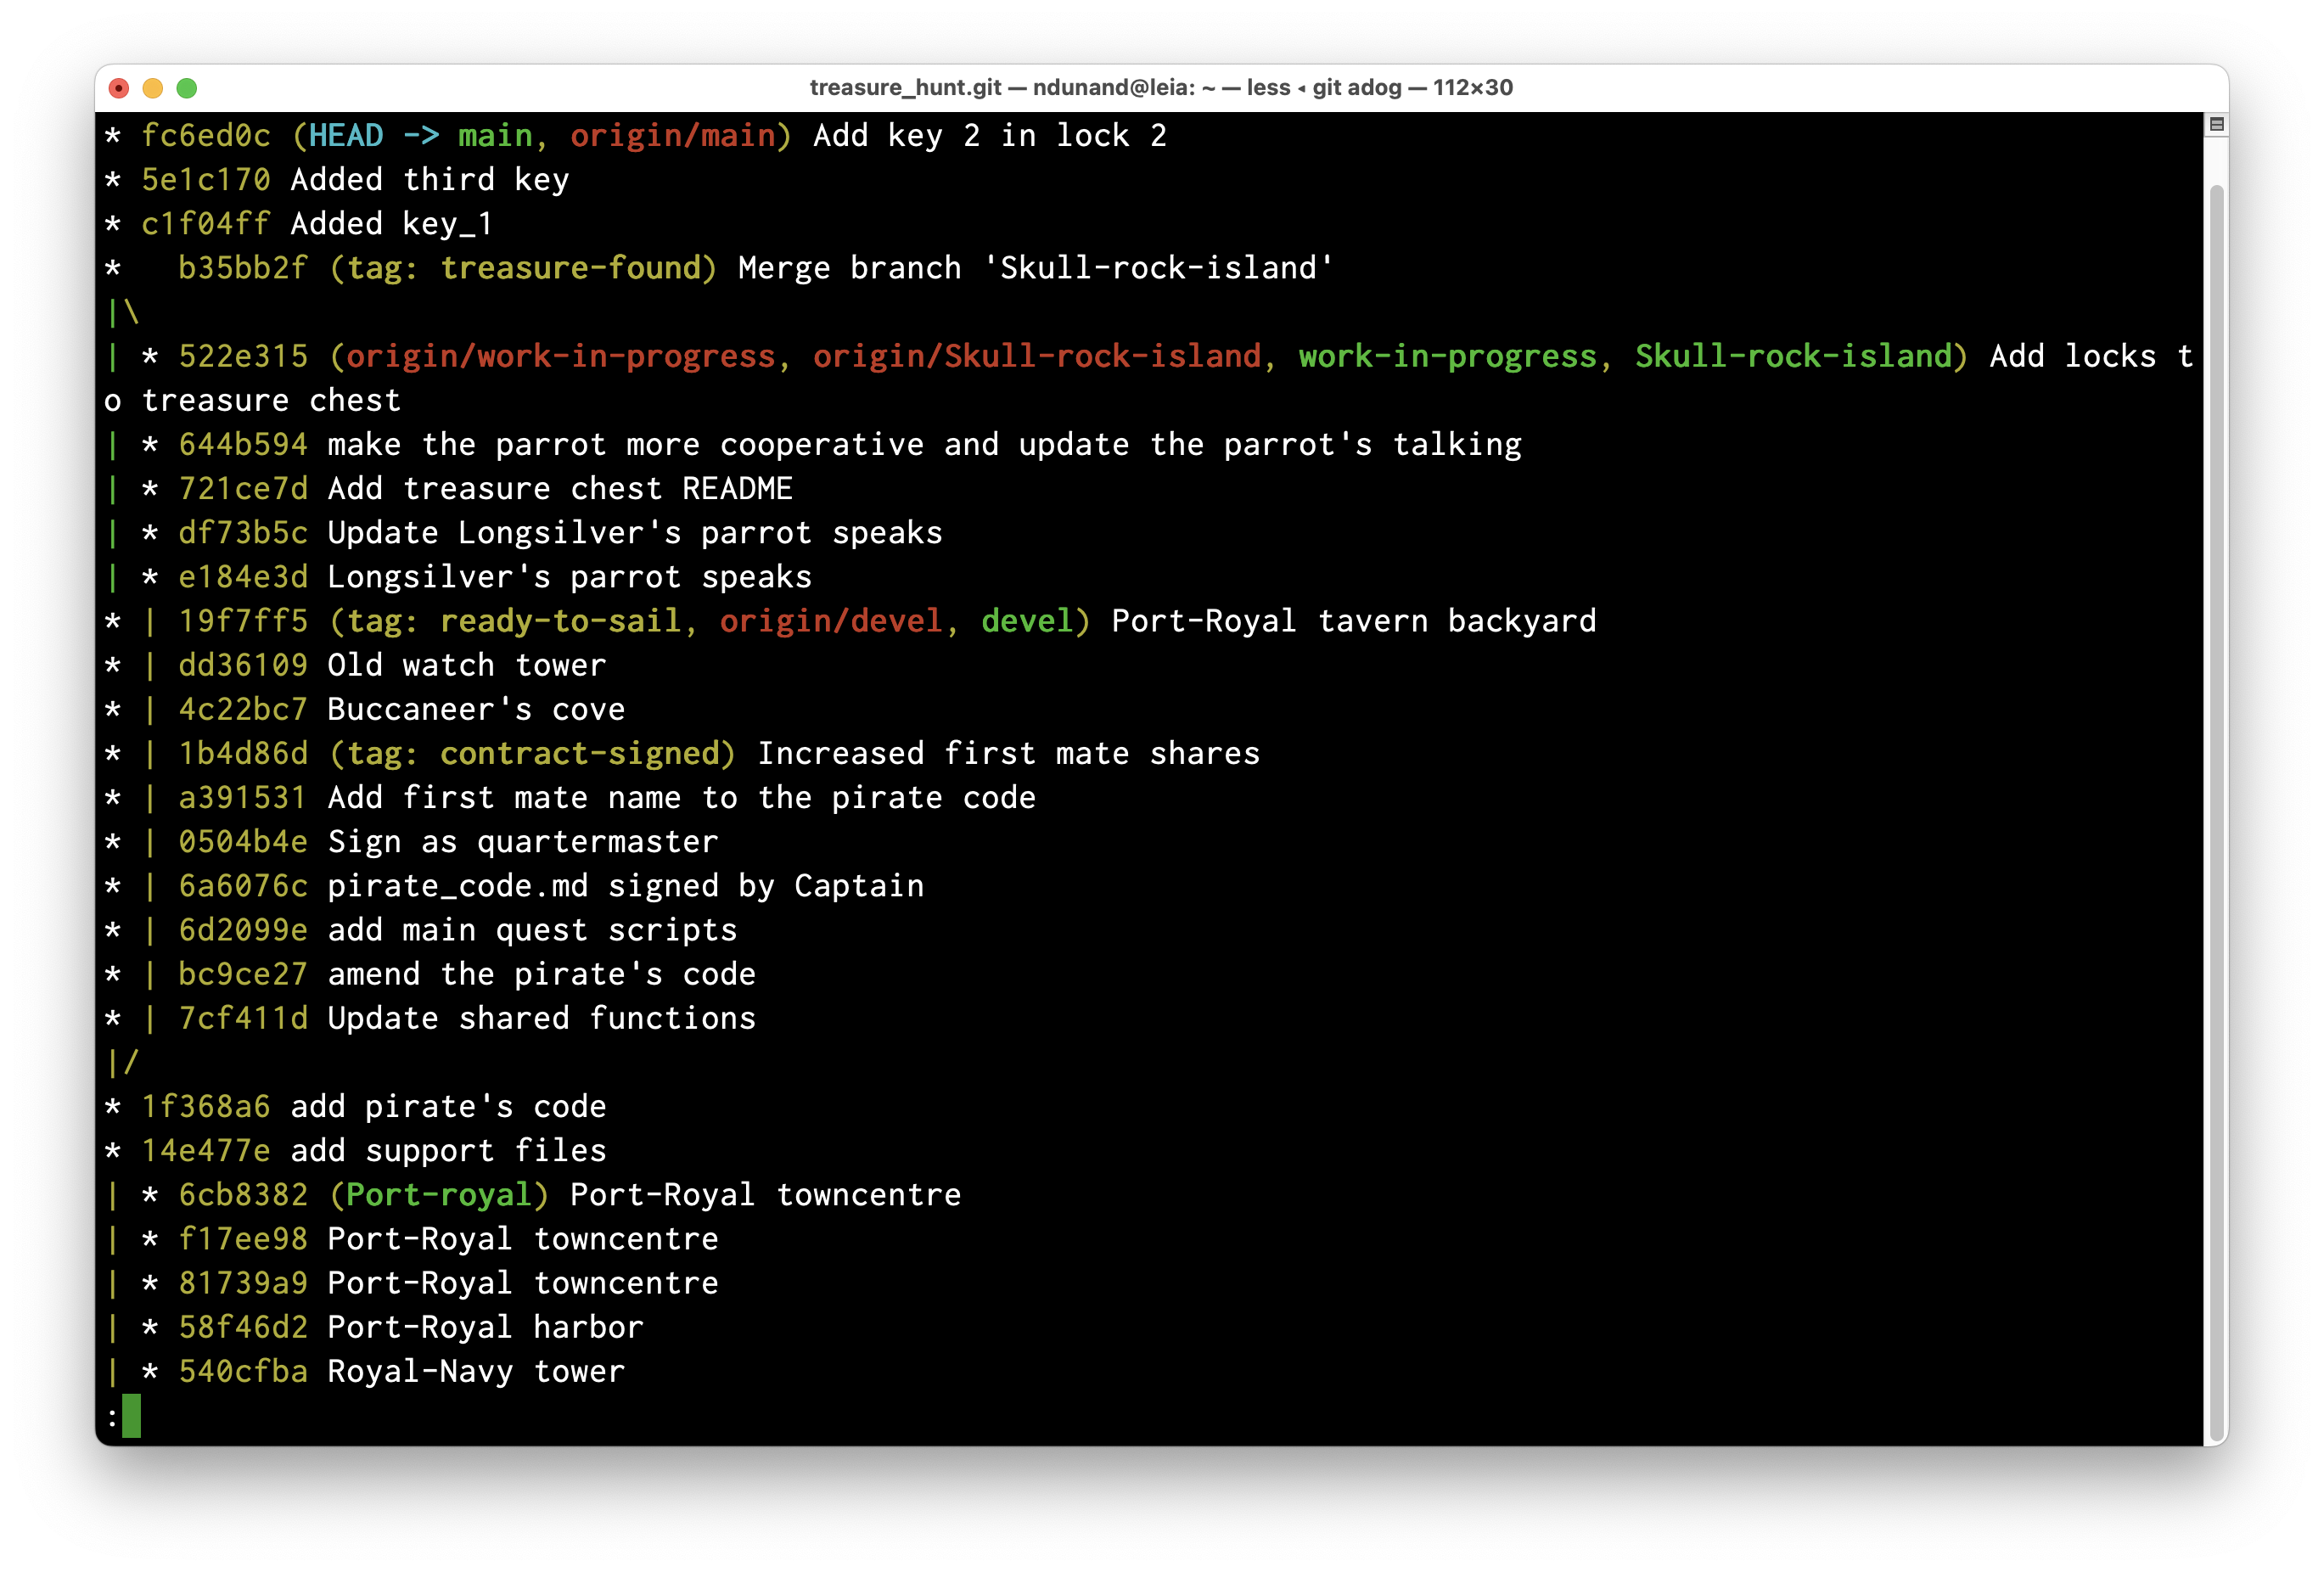 treasure_hunt.git — ndunand@leia: ~ — less ◂ git adog — 112×30
* fc6ed0c (HEAD -> main, origin/main) Add key 2 in lock 2
* 5e1c170 Added third key
* c1f04ff Added key_1
*   b35bb2f (tag: treasure-found) Merge branch 'Skull-rock-island'
|\
| * 522e315 (origin/work-in-progress, origin/Skull-rock-island, work-in-progress, Skull-rock-island) Add locks t
o treasure chest
| * 644b594 make the parrot more cooperative and update the parrot's talking
| * 721ce7d Add treasure chest README
| * df73b5c Update Longsilver's parrot speaks
| * e184e3d Longsilver's parrot speaks
* | 19f7ff5 (tag: ready-to-sail, origin/devel, devel) Port-Royal tavern backyard
* | dd36109 Old watch tower
* | 4c22bc7 Buccaneer's cove
* | 1b4d86d (tag: contract-signed) Increased first mate shares
* | a391531 Add first mate name to the pirate code
* | 0504b4e Sign as quartermaster
* | 6a6076c pirate_code.md signed by Captain
* | 6d2099e add main quest scripts
* | bc9ce27 amend the pirate's code
* | 7cf411d Update shared functions
|/
* 1f368a6 add pirate's code
* 14e477e add support files
| * 6cb8382 (Port-royal) Port-Royal towncentre
| * f17ee98 Port-Royal towncentre
| * 81739a9 Port-Royal towncentre
| * 58f46d2 Port-Royal harbor
| * 540cfba Royal-Navy tower
: